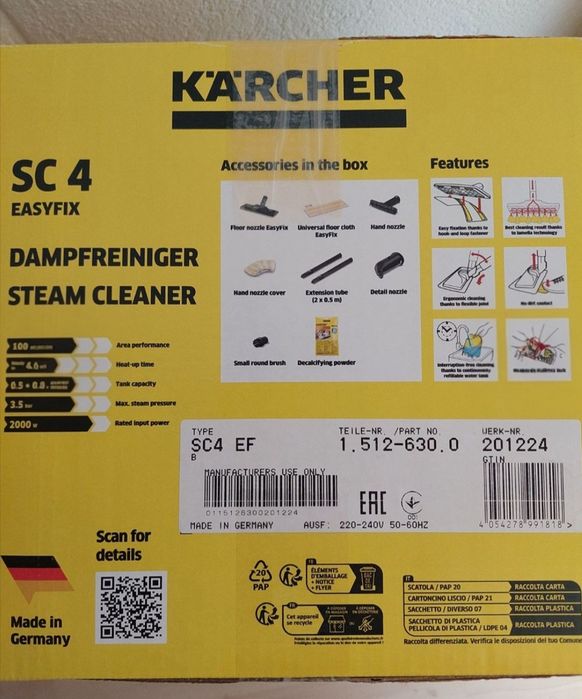 KÄRCHER
SC 4
EASYFIX
DAMPFREINIGER
STEAM CLEANER
Accessories in the box
Floor nozzle EasyFix
Universal floor cloth
EasyFix
Hand nozzle
Hand nozzle cover
Extension tube
(2 x 0.5 m)
Detail nozzle
Small round brush
Decalcifying powder
Features
Easy fixation thanks to
hook-and loop fastener
Best cleaning result thanks
to lamella technology
Ergonomic cleaning
thanks to flexible joint
No-dirt contact
Interruption-free cleaning
thanks to continuously
refillable water tank
100
Area performance
4.0
Heat-up time
0.5 + 0.8
Tank capacity
3.5 bar
Max. steam pressure
2000 W
Rated input power
TYPE
SC4 EF
B
TEILE-NR. /PART NO.
1.512-630.0
WERK-NR
201224
GTIN
MANUFACTURERS USE ONLY
0115126300201224
EAC
MADE IN GERMANY
AUSF: 220-240V 50-60HZ
4 054278 991818 >
Scan for
details
Made in
Germany
20
PAP
FR
ÉLÉMENTS
D'EMBALLAGE
+ NOTICE
+ FLYER
FR
Cet appareil
se recycle
À DÉPOSER
EN MAGASIN
OU
À DÉPOSER
EN DÉCHÈTERIE
IT
SCATOLA / PAP 20
RACCOLTA CARTA
CARTONCINO LISCIO / PAP 21
RACCOLTA CARTA
SACCHETTO / DIVERSO 07
RACCOLTA PLASTICA
SACCHETTO DI PLASTICA
PELLICOLA DI PLASTICA / LDPE 04
RACCOLTA PLASTICA
Raccolta differenziata. Verifica le disposizioni del tuo Comune